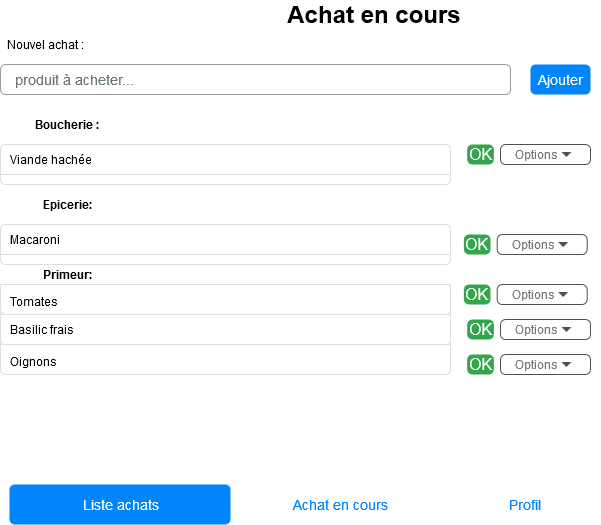 Achat en cours
Nouvel achat :
produit à acheter...
Ajouter
Boucherie :
Viande hachée
OK
Options
Epicerie:
Macaroni
OK
Options
Primeur:
Tomates
OK
Options
Basilic frais
OK
Options
Oignons
OK
Options
Liste achats
Achat en cours
Profil